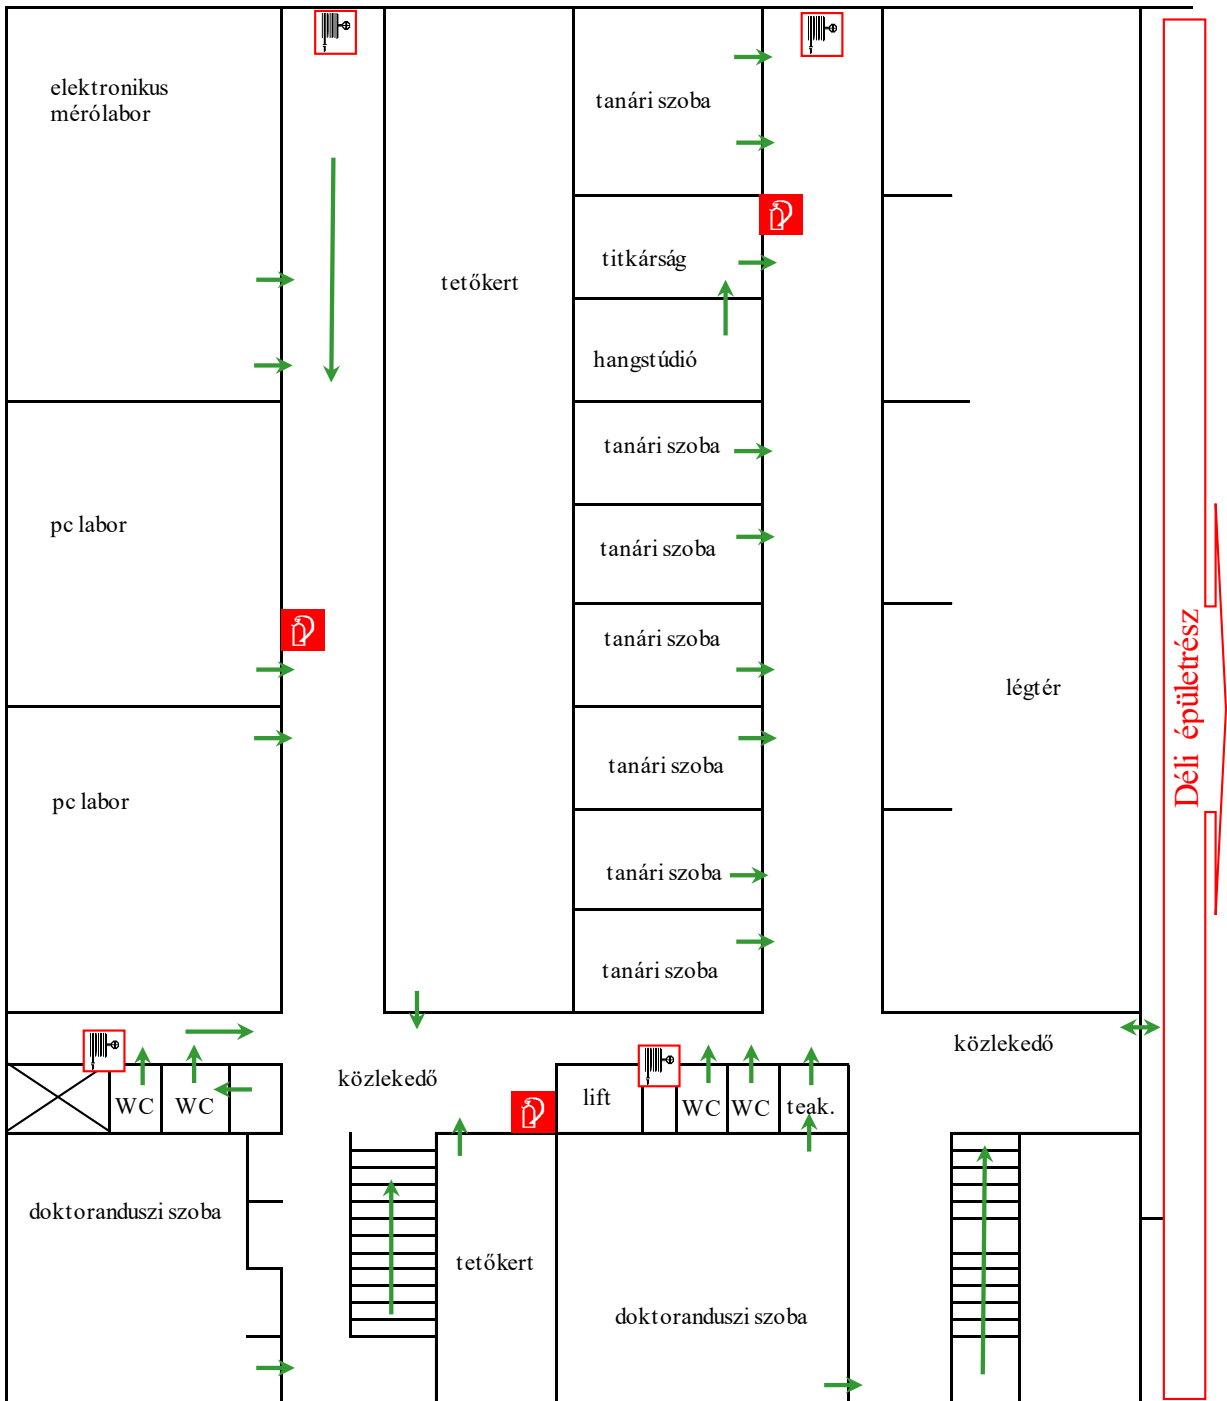 elektronikus
mérólabor
tanári szoba
titkárság
tetőkert
hangstúdió
tanári szoba
pc labor
tanári szoba
tanári szoba
légtér
Déli épületrész
tanári szoba
pc labor
tanári szoba
tanári szoba
közlekedő
közlekedő
lift
WC
WC
WC
WC
teak.
doktoranduszi szoba
tetőkert
doktoranduszi szoba